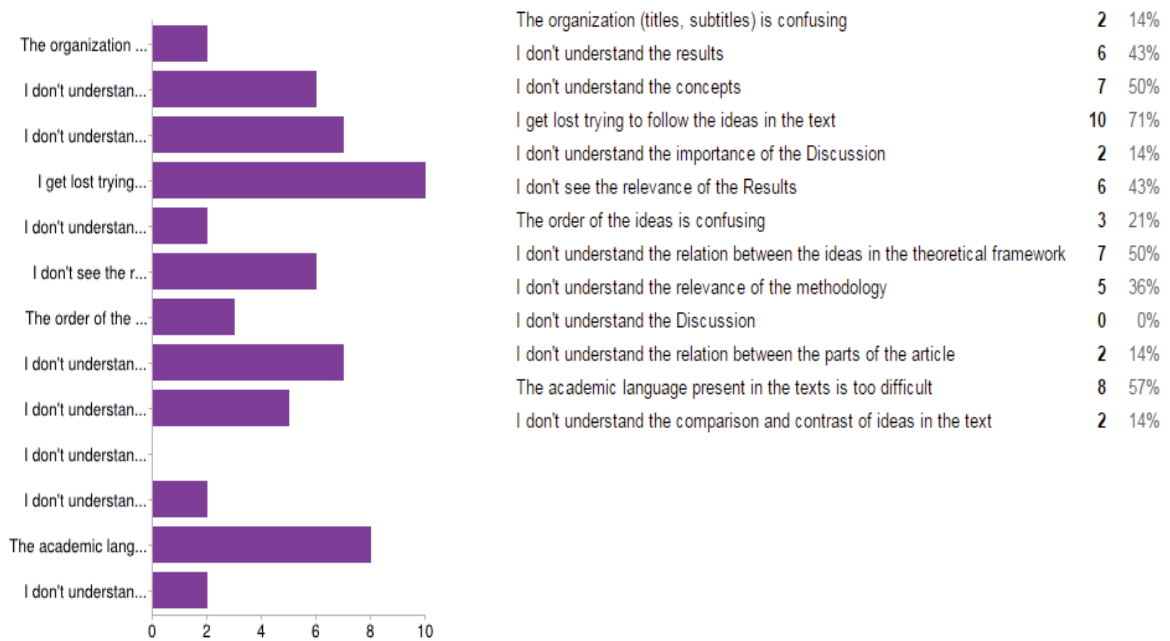 The organization ...
I don't understan...
I don't understan...
I get lost trying...
I don't understan...
I don't see the r...
The order of the ...
I don't understan...
I don't understan...
I don't understan...
I don't understan...
The academic lang...
I don't understan...
0 2 4 6 8 10
The organization (titles, subtitles) is confusing 2 14%
I don't understand the results 6 43%
I don't understand the concepts 7 50%
I get lost trying to follow the ideas in the text 10 71%
I don't understand the importance of the Discussion 2 14%
I don't see the relevance of the Results 6 43%
The order of the ideas is confusing 3 21%
I don't understand the relation between the ideas in the theoretical framework 7 50%
I don't understand the relevance of the methodology 5 36%
I don't understand the Discussion 0 0%
I don't understand the relation between the parts of the article 2 14%
The academic language present in the texts is too difficult 8 57%
I don't understand the comparison and contrast of ideas in the text 2 14%